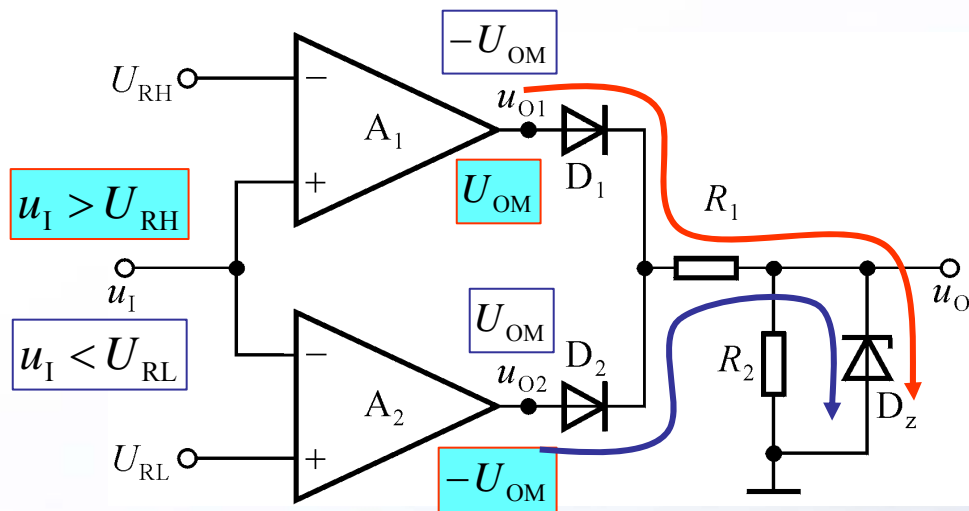 −U_OM
U_RH
−
u_O1
A_1
+
D_1
U_OM
u_I > U_RH
R_1
u_I
u_O
U_OM
u_I < U_RL
−
D_2
R_2
u_O2
A_2
D_z
U_RL
+
−U_OM